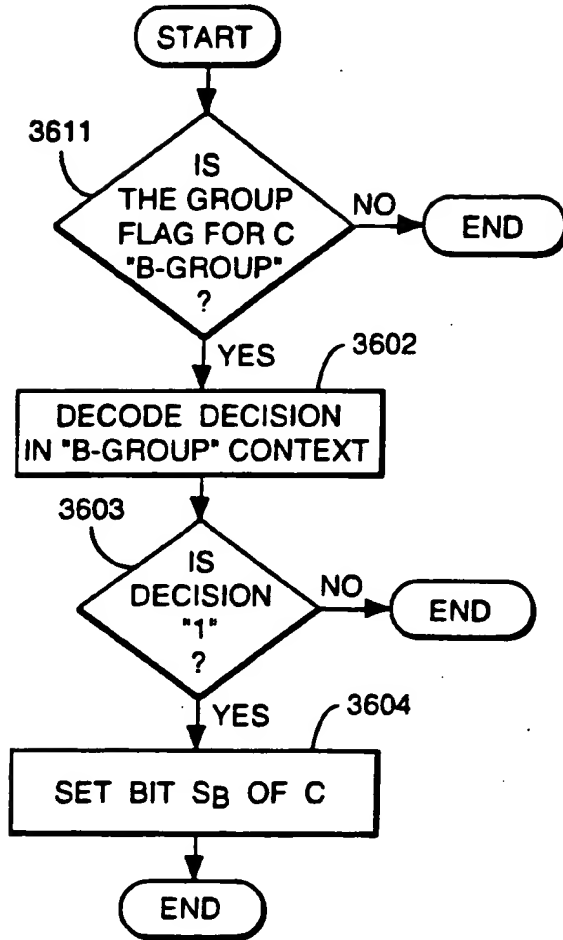 START
3611
IS
THE GROUP
FLAG FOR C
"B-GROUP"
?
NO
END
YES
3602
DECODE DECISION
IN "B-GROUP" CONTEXT
3603
IS
DECISION
"1"
?
NO
END
YES
3604
SET BIT SB OF C
END